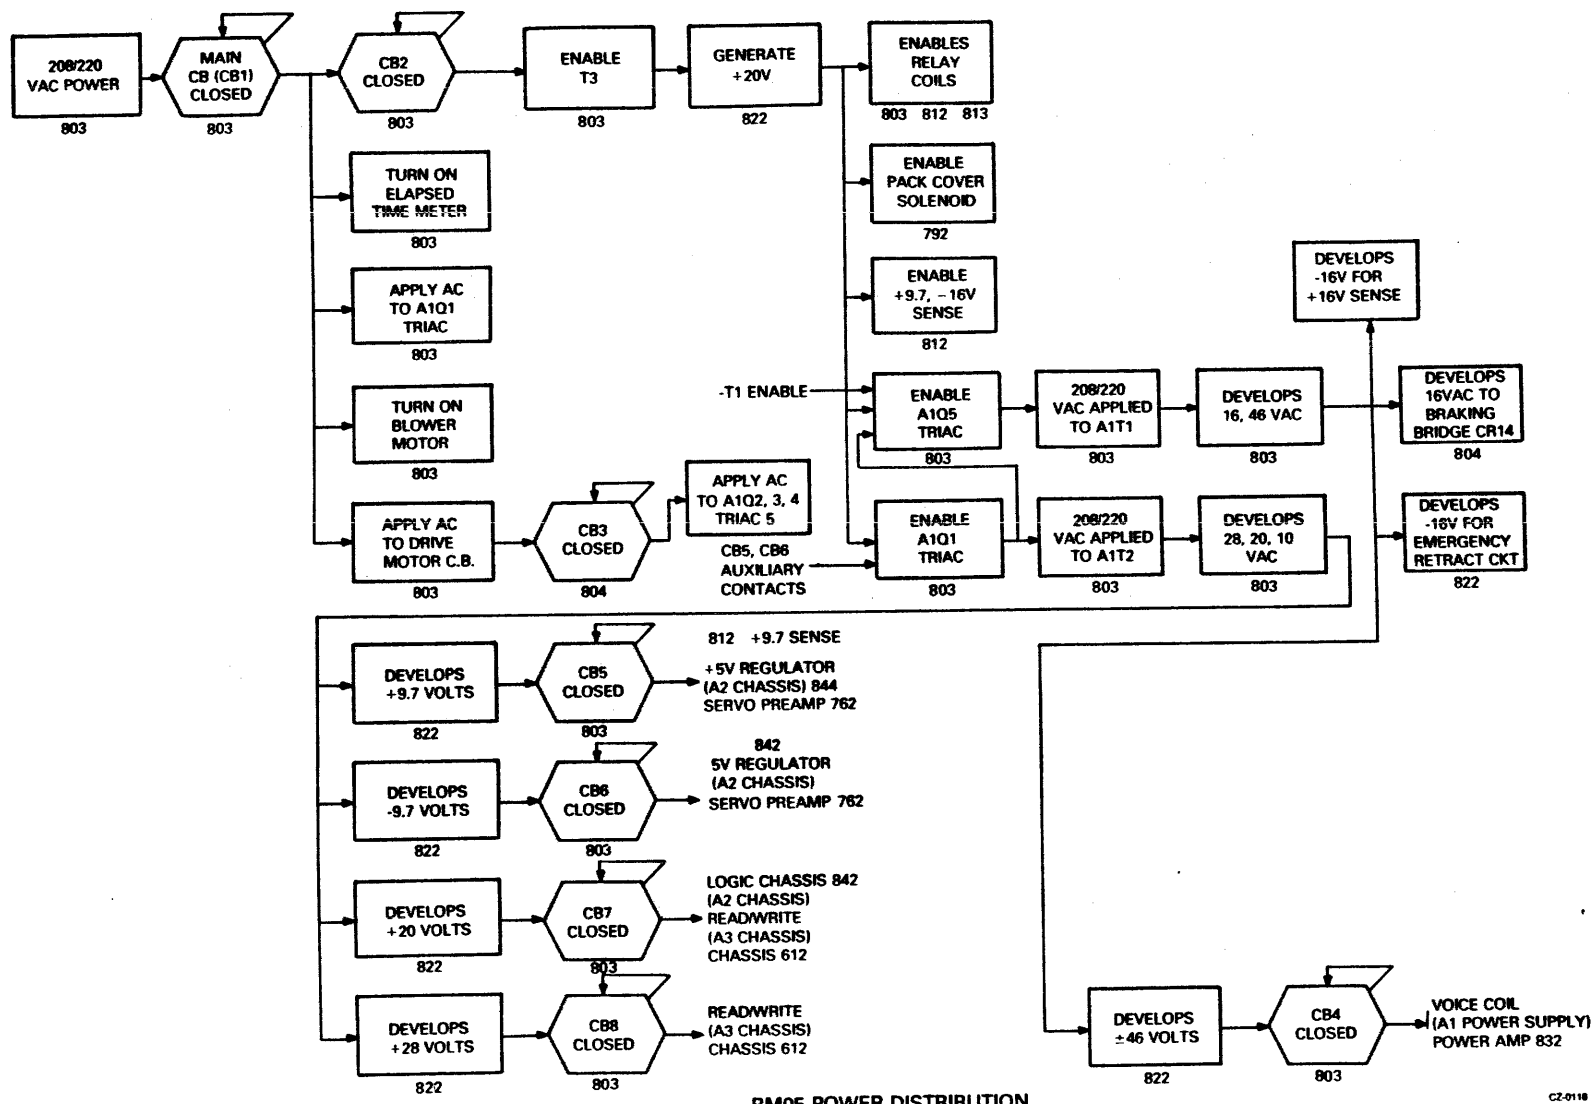 208/220
VAC POWER
803
MAIN
CB (CB1)
CLOSED
803
CB2
CLOSED
803
ENABLE
T3
803
GENERATE
+20V
822
ENABLES
RELAY
COILS
803 812 813
TURN ON
ELAPSED
TIME METER
803
ENABLE
PACK COVER
SOLENOID
792
APPLY AC
TO A1Q1
TRIAC
803
ENABLE
+9.7, -16V
SENSE
812
DEVELOPS
-16V FOR
+16V SENSE
TURN ON
BLOWER
MOTOR
803
-T1 ENABLE
ENABLE
A1Q5
TRIAC
803
208/220
VAC APPLIED
TO A1T1
803
DEVELOPS
16, 46 VAC
803
DEVELOPS
16VAC TO
BRAKING
BRIDGE CR14
804
APPLY AC
TO DRIVE
MOTOR C.B.
803
CB3
CLOSED
804
APPLY AC
TO A1Q2, 3, 4
TRIAC 5
CB5, CB6
AUXILIARY
CONTACTS
ENABLE
A1Q1
TRIAC
803
208/220
VAC APPLIED
TO A1T2
803
DEVELOPS
28, 20, 10
VAC
803
DEVELOPS
-16V FOR
EMERGENCY
RETRACT CKT
822
DEVELOPS
+9.7 VOLTS
822
CB5
CLOSED
803
812 +9.7 SENSE
+5V REGULATOR
(A2 CHASSIS) 844
SERVO PREAMP 762
DEVELOPS
-9.7 VOLTS
822
CB6
CLOSED
803
842
5V REGULATOR
(A2 CHASSIS)
SERVO PREAMP 762
DEVELOPS
+20 VOLTS
822
CB7
CLOSED
803
LOGIC CHASSIS 842
(A2 CHASSIS)
READ/WRITE
(A3 CHASSIS)
CHASSIS 612
DEVELOPS
+28 VOLTS
822
CB8
CLOSED
803
READ/WRITE
(A3 CHASSIS)
CHASSIS 612
DEVELOPS
±46 VOLTS
822
CB4
CLOSED
803
VOICE COIL
(A1 POWER SUPPLY)
POWER AMP 832
RM05 POWER DISTRIBUTION
CZ-0118